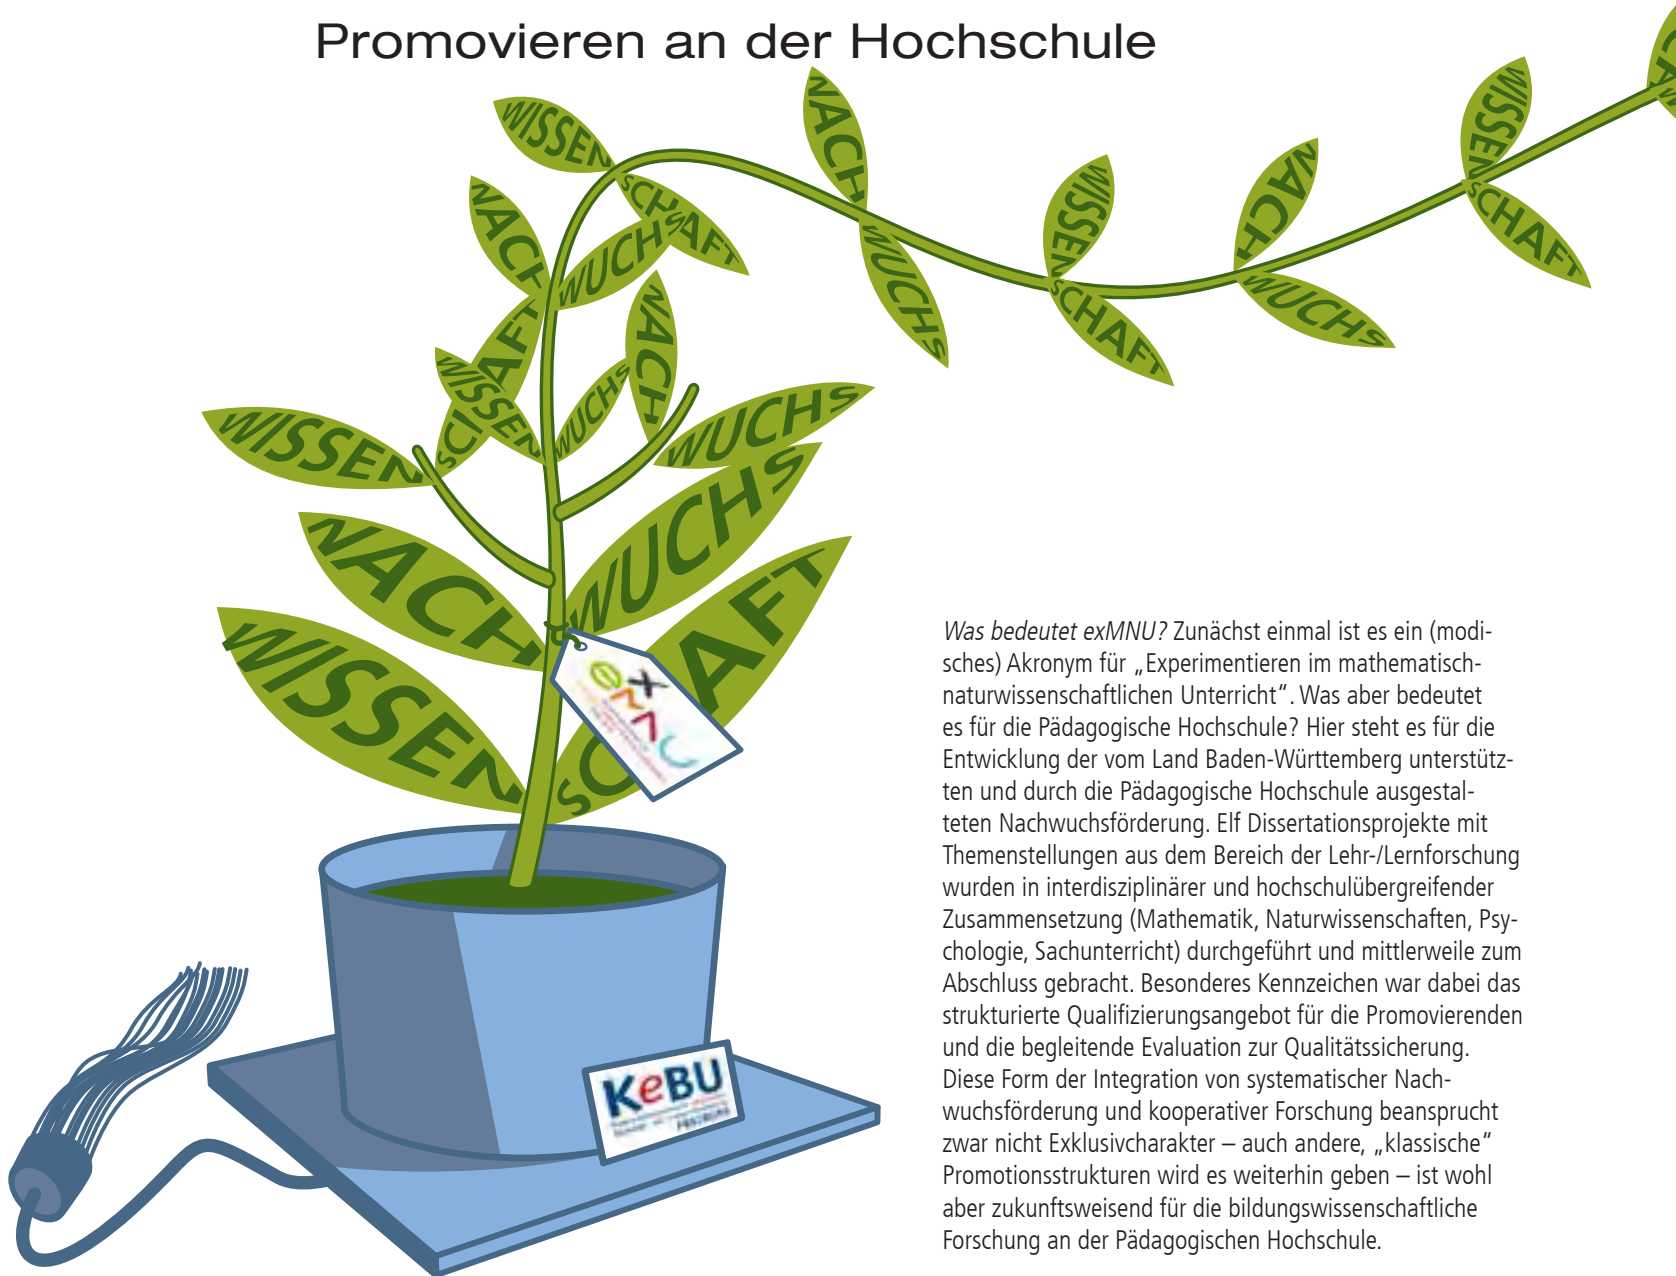 Promovieren an der Hochschule
WISSEN
SCHAFT
NACH
WUCHS
NACH
WUCHS
WISSEN
SCHAFT
NACH
WUCHS
WISSEN
SCHAFT
WISSEN
SCHAFT
WISSEN
WUCHS
NACH
WUCHS
NACH
WUCHS
WISSEN
SCHAFT
exMNU
KeBU
FREIBURG
Was bedeutet exMNU? Zunächst einmal ist es ein (modi-
sches) Akronym für „Experimentieren im mathematisch-
naturwissenschaftlichen Unterricht“. Was aber bedeutet
es für die Pädagogische Hochschule? Hier steht es für die
Entwicklung der vom Land Baden-Württemberg unterstütz-
ten und durch die Pädagogische Hochschule ausgestal-
teten Nachwuchsförderung. Elf Dissertationsprojekte mit
Themenstellungen aus dem Bereich der Lehr-/Lernforschung
wurden in interdisziplinärer und hochschulübergreifender
Zusammensetzung (Mathematik, Naturwissenschaften, Psy-
chologie, Sachunterricht) durchgeführt und mittlerweile zum
Abschluss gebracht. Besonderes Kennzeichen war dabei das
strukturierte Qualifizierungsangebot für die Promovierenden
und die begleitende Evaluation zur Qualitätssicherung.
Diese Form der Integration von systematischer Nach-
wuchsförderung und kooperativer Forschung beansprucht
zwar nicht Exklusivcharakter – auch andere, „klassische“
Promotionsstrukturen wird es weiterhin geben – ist wohl
aber zukunftsweisend für die bildungswissenschaftliche
Forschung an der Pädagogischen Hochschule.